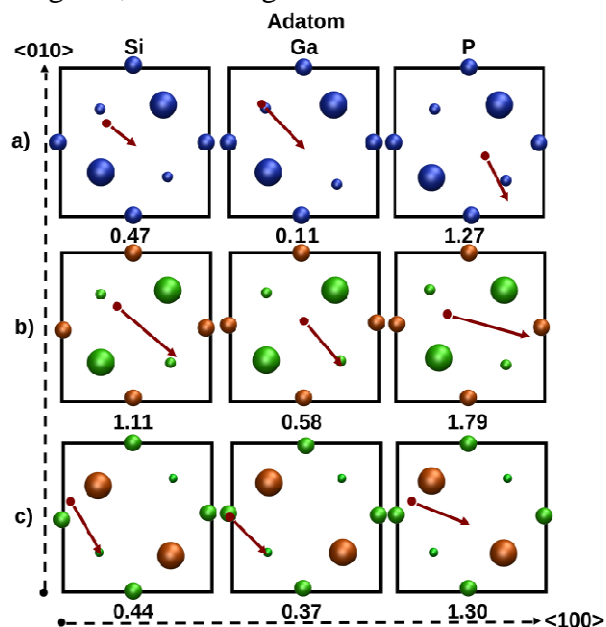 Adatom
<010> Si Ga P
a)
0.47 0.11 1.27
b)
1.11 0.58 1.79
c)
0.44 0.37 1.30
<100>